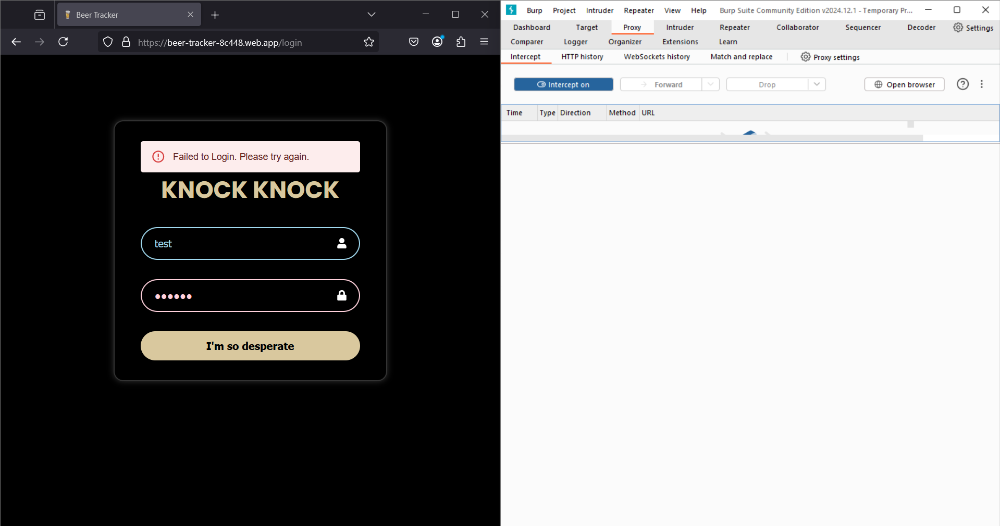 Beer Tracker
https://beer-tracker-8c448.web.app/login
Failed to Login. Please try again.
KNOCK KNOCK
test
I'm so desperate
Burp Project Intruder Repeater View Help Burp Suite Community Edition v2024.12.1 - Temporary Pr...
Dashboard Target Proxy Intruder Repeater Collaborator Sequencer Decoder Settings
Comparer Logger Organizer Extensions Learn
Intercept HTTP history WebSockets history Match and replace Proxy settings
Intercept on Forward Drop Open browser
Time Type Direction Method URL